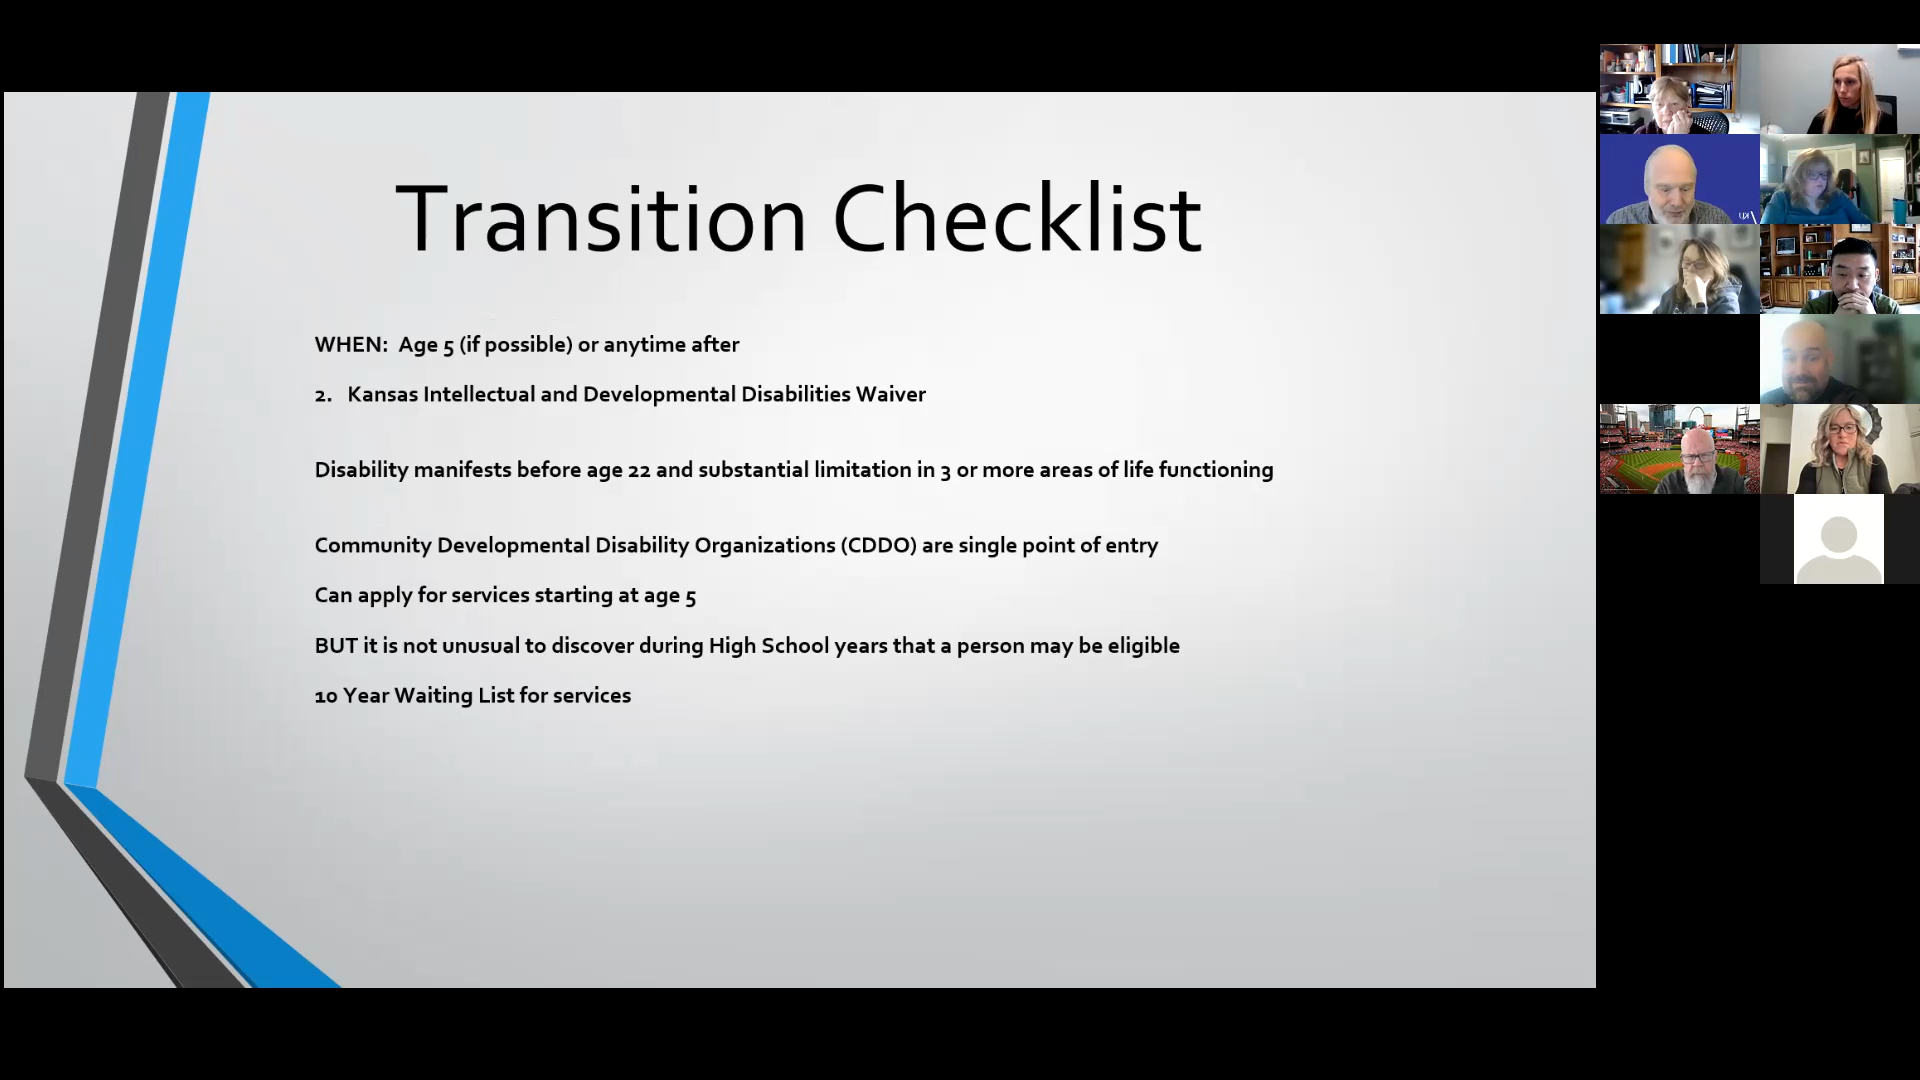 Transition Checklist
WHEN: Age 5 (if possible) or anytime after
2. Kansas Intellectual and Developmental Disabilities Waiver
Disability manifests before age 22 and substantial limitation in 3 or more areas of life functioning
Community Developmental Disability Organizations (CDDO) are single point of entry
Can apply for services starting at age 5
BUT it is not unusual to discover during High School years that a person may be eligible
10 Year Waiting List for services